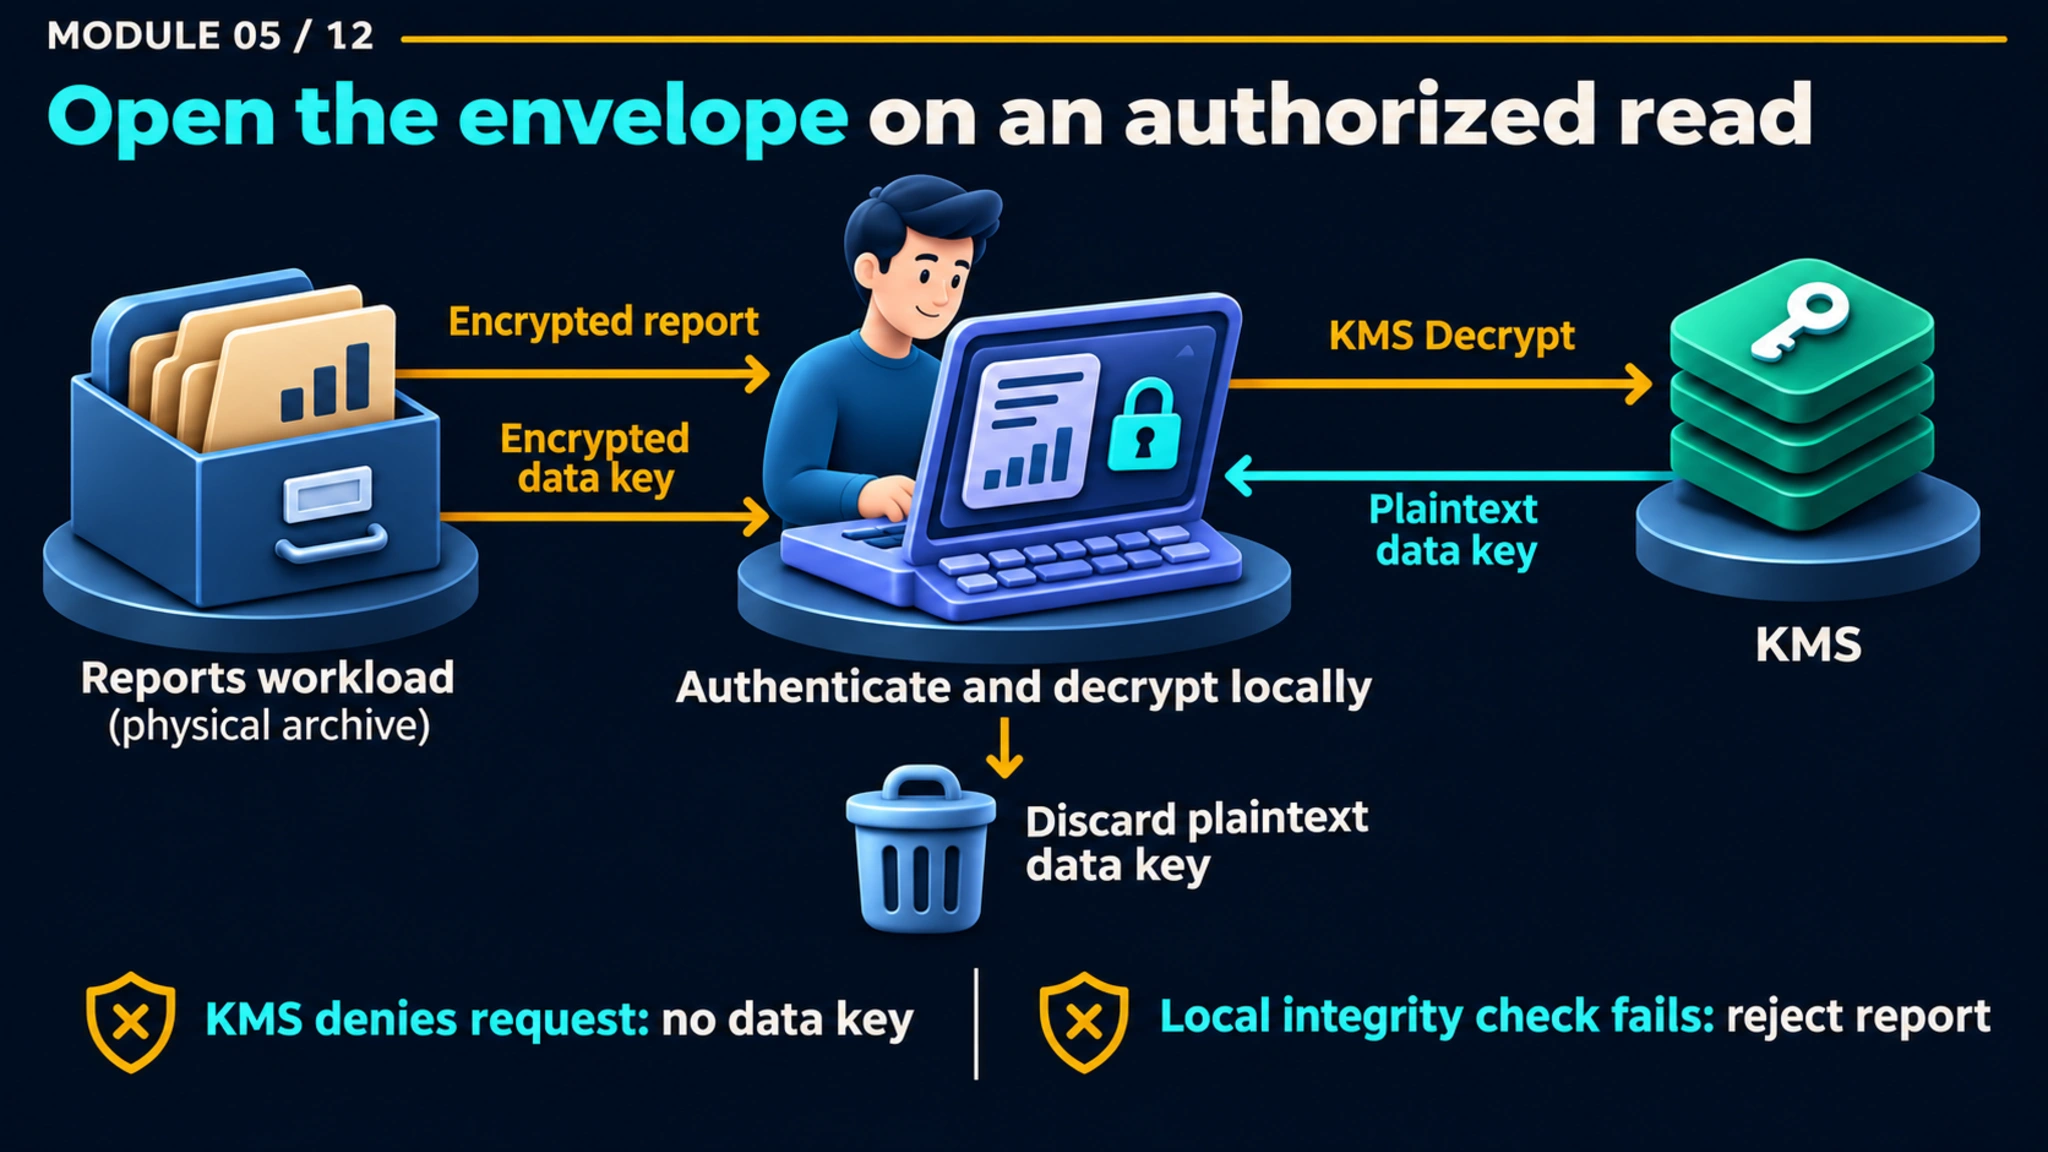 MODULE 05 / 12
Open the envelope on an authorized read
Encrypted report
Encrypted
data key
KMS Decrypt
Plaintext
data key
Reports workload
(physical archive)
Authenticate and decrypt locally
KMS
Discard plaintext
data key
KMS denies request: no data key
Local integrity check fails: reject report